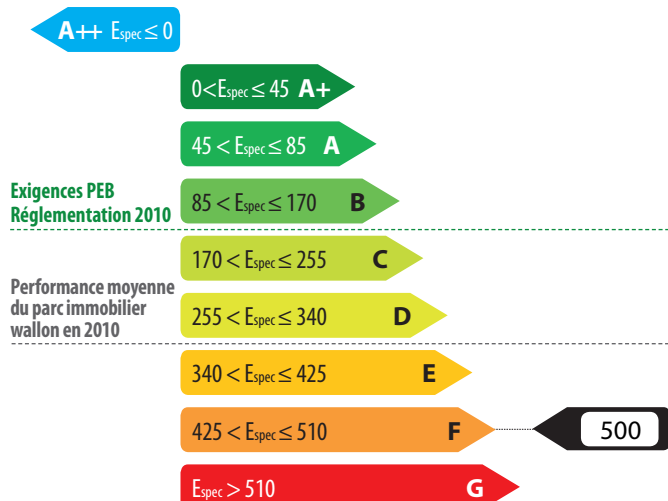 A++ Espec ≤ 0
0<Espec ≤ 45 A+
45 < Espec ≤ 85 A
Exigences PEB
Réglementation 2010
85 < Espec ≤ 170 B
170 < Espec ≤ 255 C
Performance moyenne
du parc immobilier
wallon en 2010
255 < Espec ≤ 340 D
340 < Espec ≤ 425 E
425 < Espec ≤ 510 F
500
Espec > 510 G